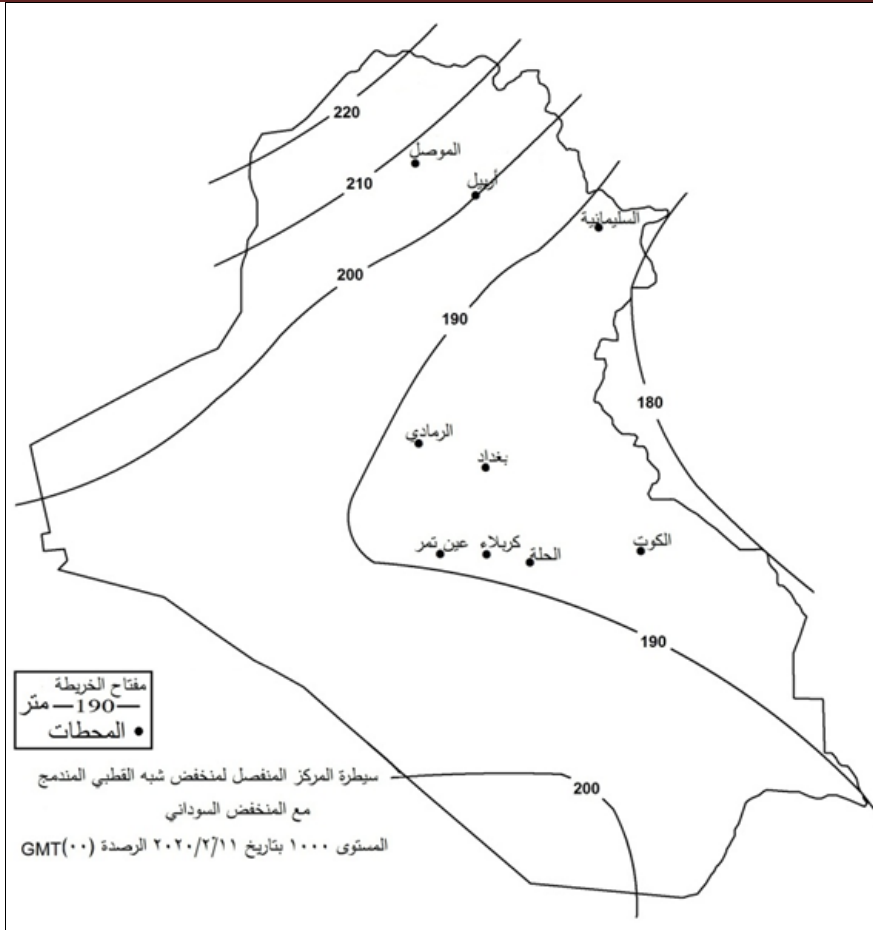 220
الموصل
210
أربيل
السليمانية
200
190
180
الرمادي
بغداد
عين تمر
كربلاء
الحلة
الكوت
190
مفتاح الخريطة
—190— متر
• المحطات
200
سيطرة المركز المنفصل لمنخفض شبه القطبي المندمج
مع المنخفض السوداني
المستوى ١٠٠٠ بتاريخ ٢٠٢٠/٢/١١ الرصدة GMT(٠٠)